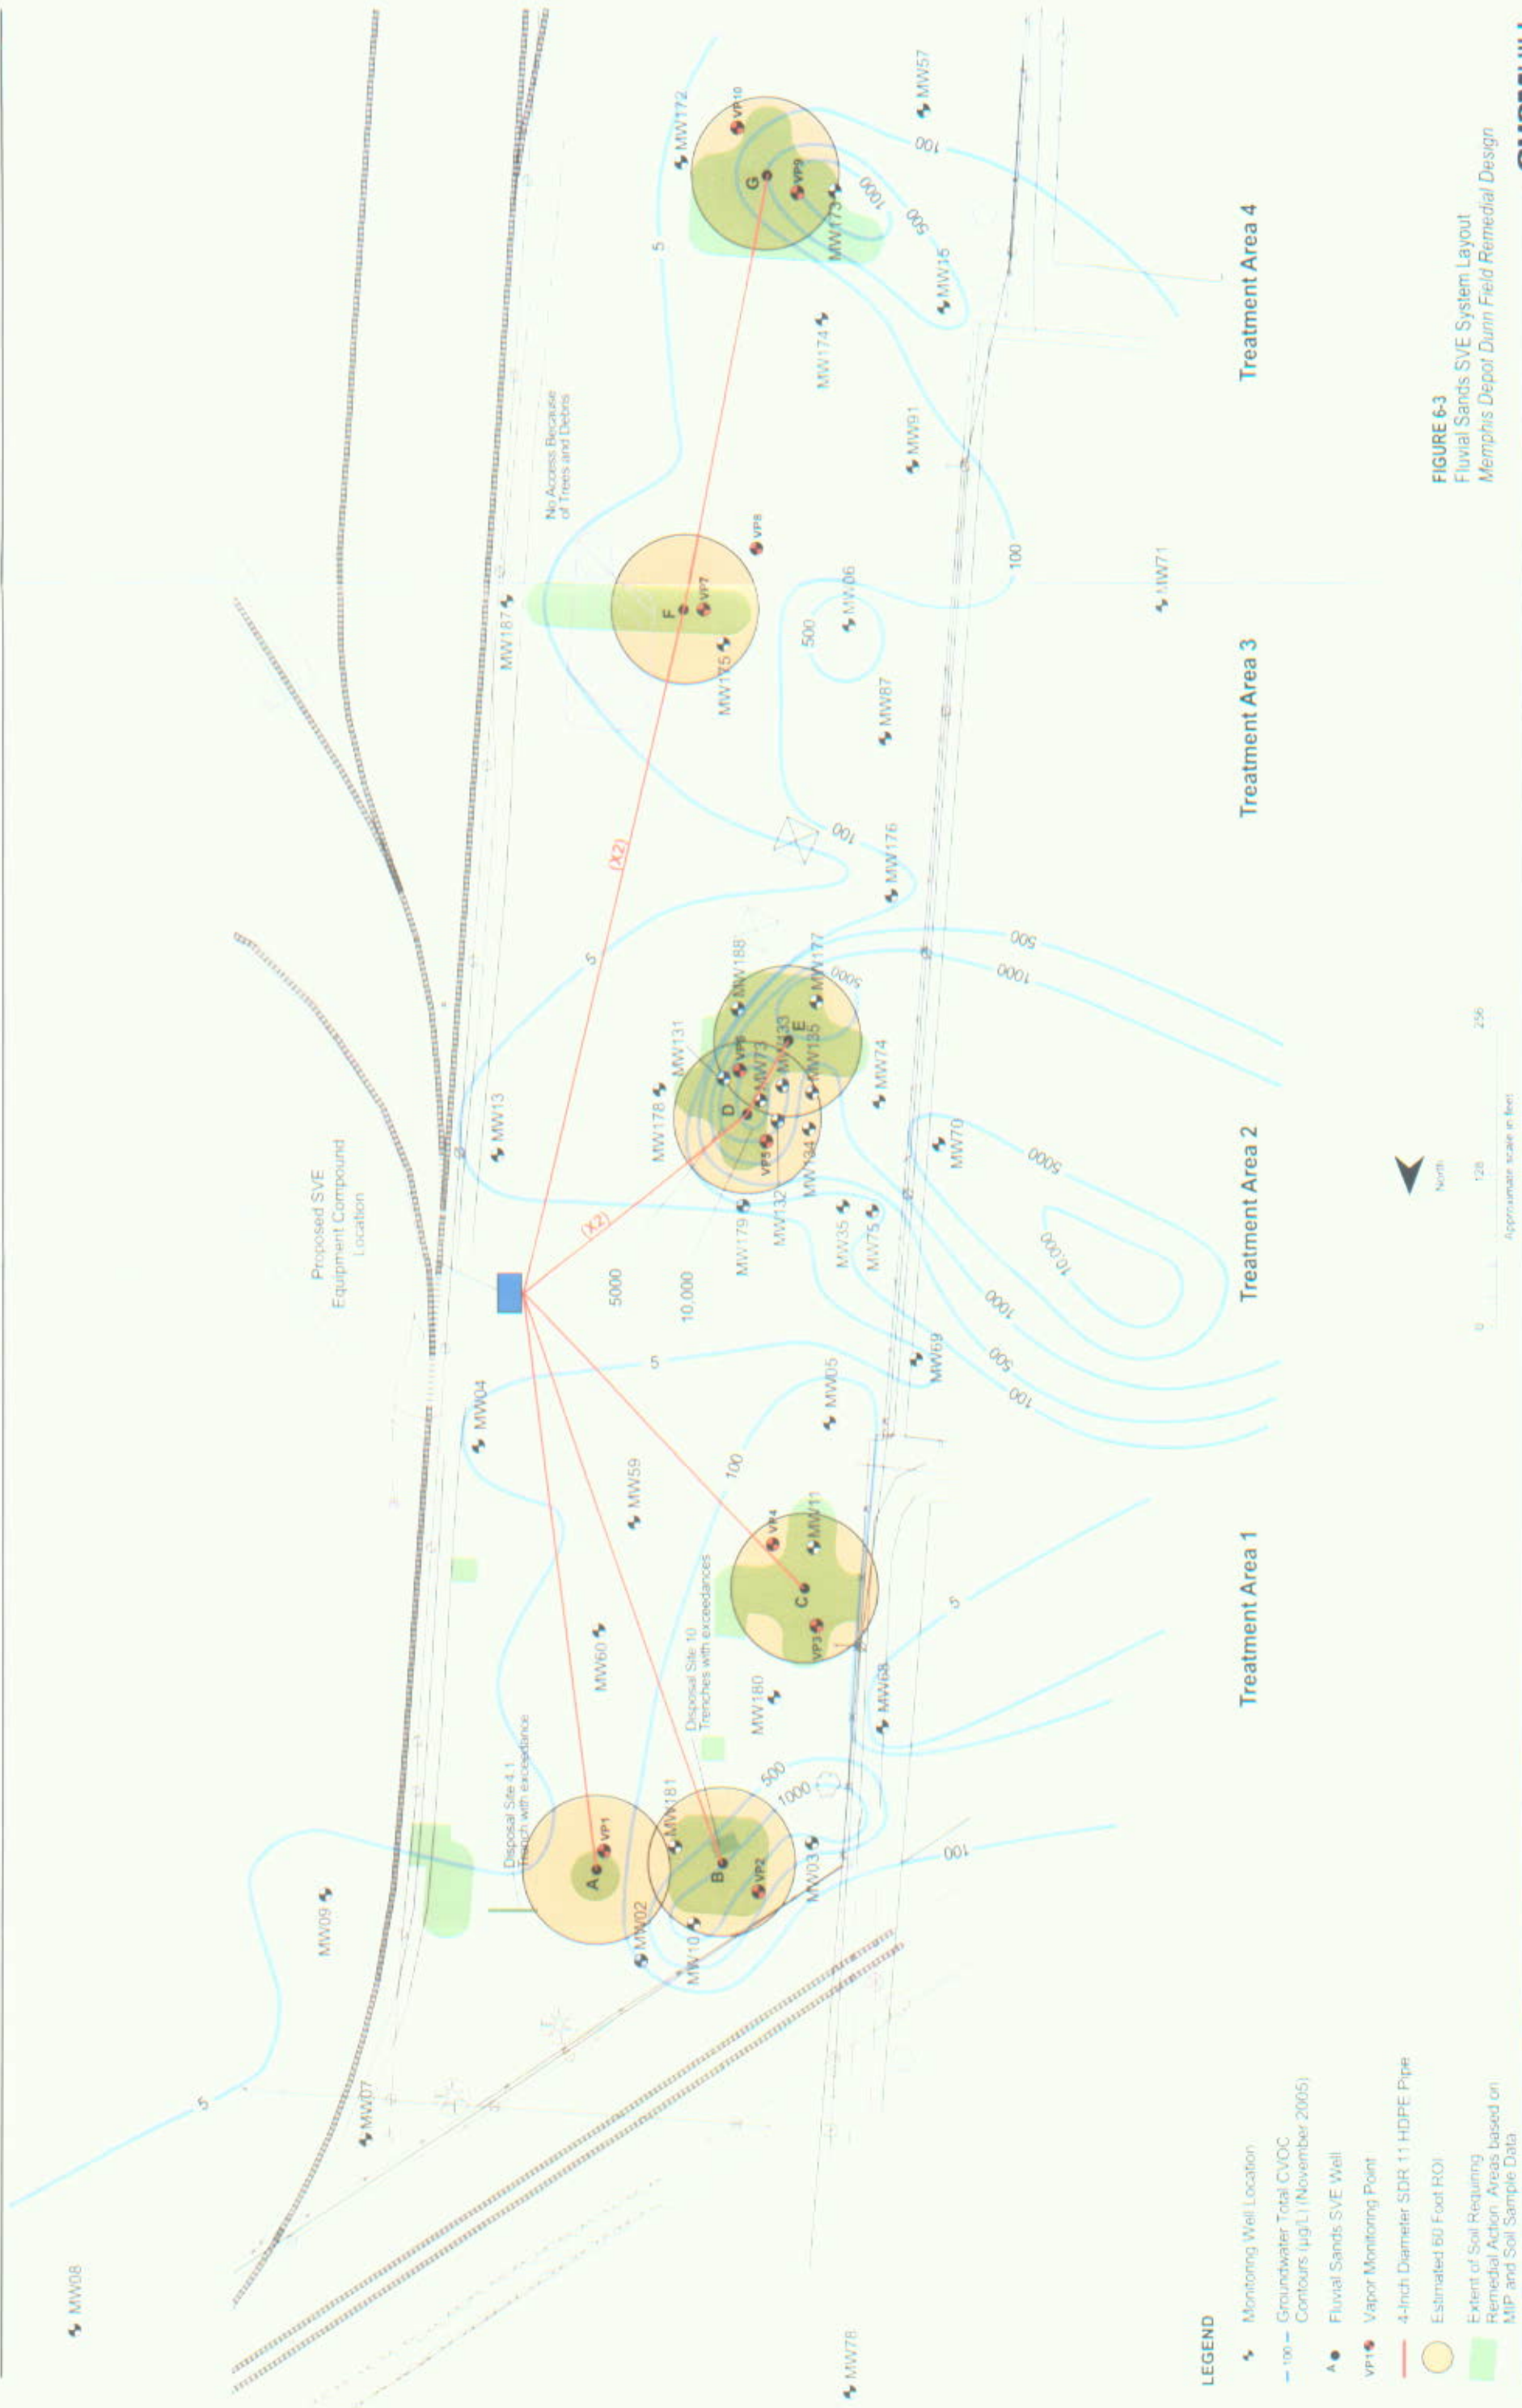 MW08
5
MW07
MW09
Proposed SVE
Equipment Compound
Location
MW04
MW13
MW187
No Access Because
of Trees and Debris
MW172
5
VP10
G
VP9
MW173
1000
500
MW15
100
MW57
MW174
MW91
Disposal Site 4.1
Trench with exceedance
A
VP1
MW02
MW10
MW181
B
VP2
MW03
MW60
MW59
Disposal Site 10
Trenches with exceedances
MW180
500
1000
100
MW68
5
C
VP3
VP4
MW11
100
MW05
5
5000
10,000
(X2)
(X2)
5
MW178
MW131
MW188
D
VP5
VP6
MW73
MW133
E
MW135
MW177
5000
MW179
MW132
MW134
MW35
MW75
MW74
MW70
MW69
MW176
100
500
1000
5000
10,000
1000
500
100
F
VP7
VP8
MW175
500
MW06
MW87
100
MW71
MW78
Treatment Area 1
Treatment Area 2
Treatment Area 3
Treatment Area 4
LEGEND
Monitoring Well Location
100
Groundwater Total CVOC
Contours (µg/L) (November 2005)
A
Fluvial Sands SVE Well
VP1
Vapor Monitoring Point
4-Inch Diameter SDR 11 HDPE Pipe
Estimated 60 Foot ROI
Extent of Soil Requiring
Remedial Action. Areas based on
MIP and Soil Sample Data
North
0 128 256
Approximate scale in feet
FIGURE 6-3
Fluvial Sands SVE System Layout
Memphis Depot Dunn Field Remedial Design